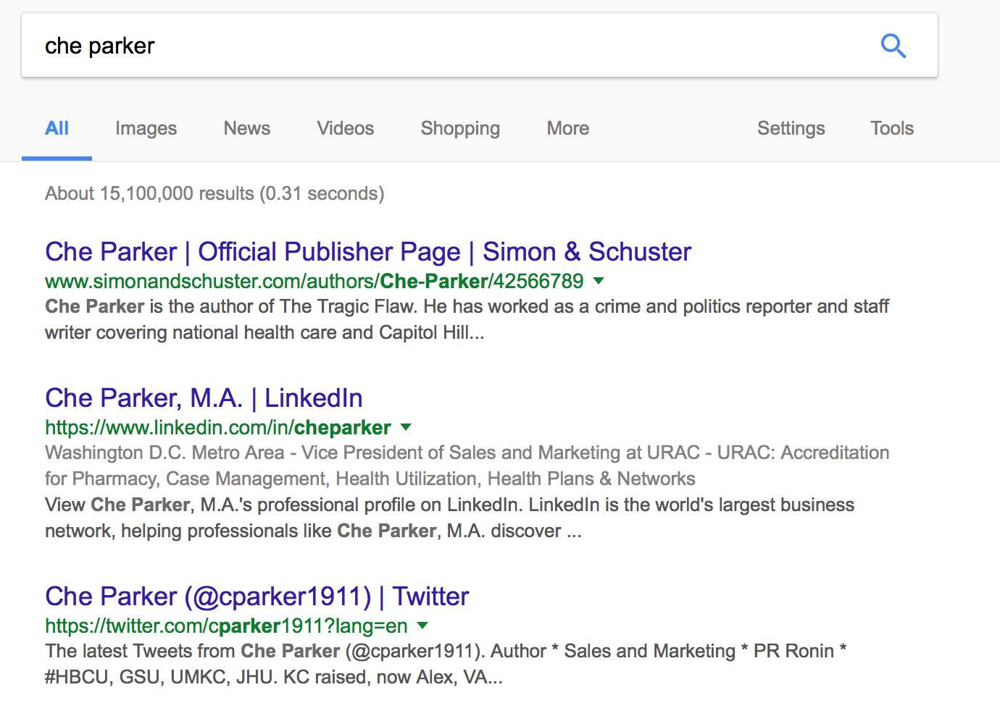 che parker
All Images News Videos Shopping More Settings Tools
About 15,100,000 results (0.31 seconds)
Che Parker | Official Publisher Page | Simon & Schuster
www.simonandschuster.com/authors/Che-Parker/42566789
Che Parker is the author of The Tragic Flaw. He has worked as a crime and politics reporter and staff
writer covering national health care and Capitol Hill...
Che Parker, M.A. | LinkedIn
https://www.linkedin.com/in/cheparker
Washington D.C. Metro Area - Vice President of Sales and Marketing at URAC - URAC: Accreditation
for Pharmacy, Case Management, Health Utilization, Health Plans & Networks
View Che Parker, M.A.'s professional profile on LinkedIn. LinkedIn is the world's largest business
network, helping professionals like Che Parker, M.A. discover ...
Che Parker (@cparker1911) | Twitter
https://twitter.com/cparker1911?lang=en
The latest Tweets from Che Parker (@cparker1911). Author * Sales and Marketing * PR Ronin *
#HBCU, GSU, UMKC, JHU. KC raised, now Alex, VA...